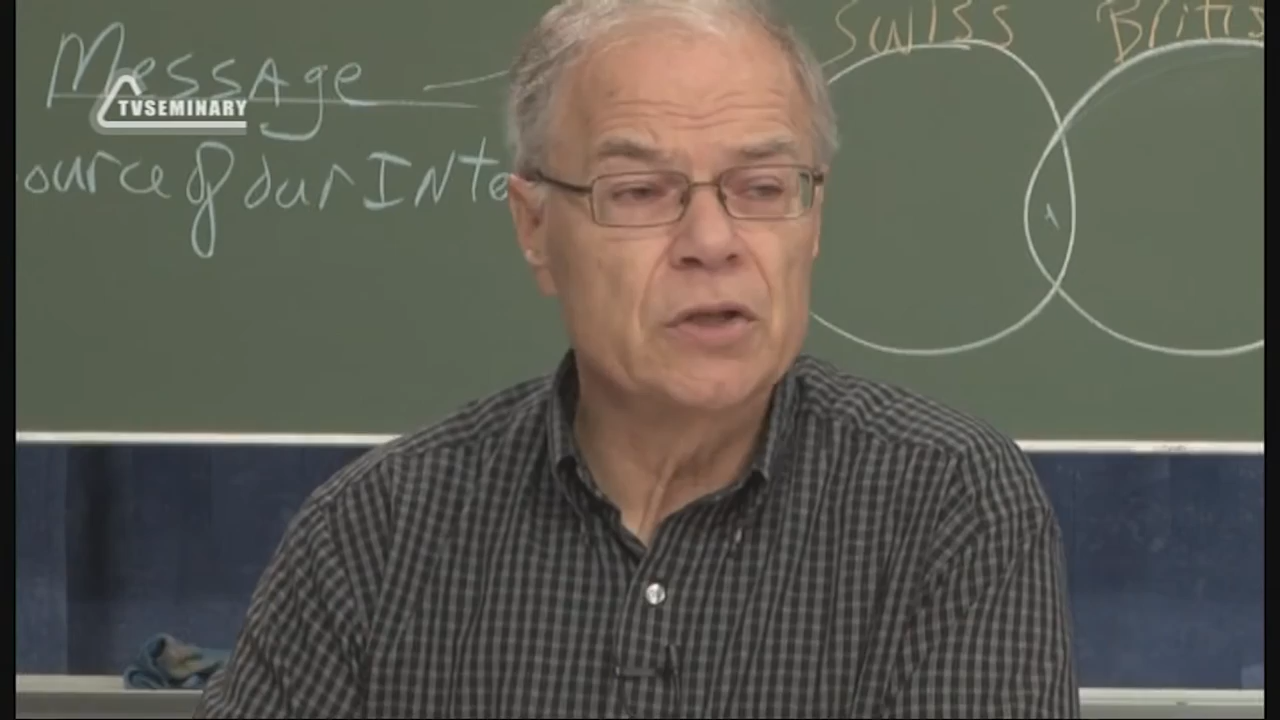 Message
TVSEMINARY
ource of our INte
Swiss
Britis